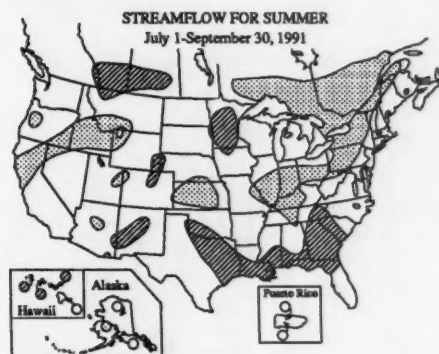 STREAMFLOW FOR SUMMER
July 1-September 30, 1991
Alaska
Hawaii
Puerto Rico